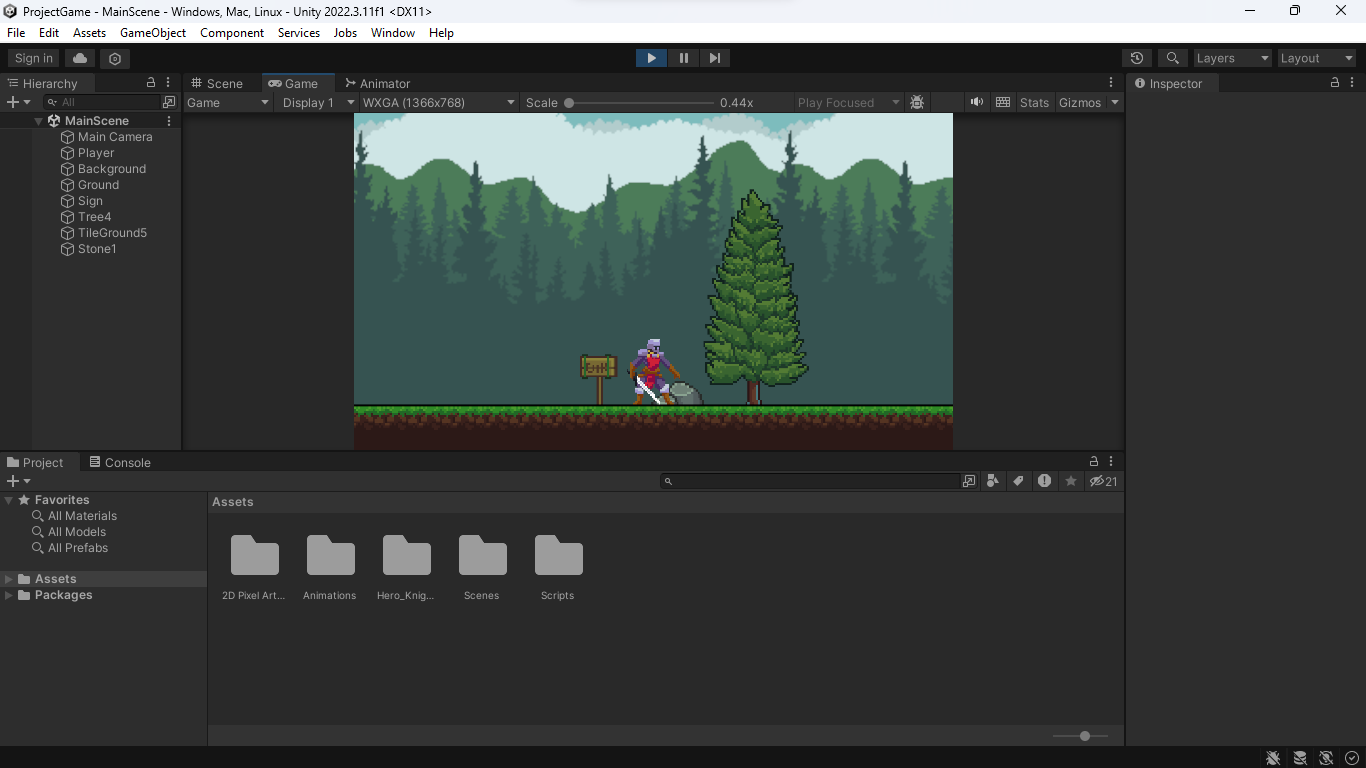 ProjectGame - MainScene - Windows, Mac, Linux - Unity 2022.3.11f1 <DX11>
File Edit Assets GameObject Component Services Jobs Window Help
Sign in Layers Layout
Hierarchy Scene Game Animator Inspector
All Game Display 1 WXGA (1366x768) Scale 0.44x Play Focused Stats Gizmos
MainScene
Main Camera
Player
Background
Ground
Sign
Tree4
TileGround5
Stone1
Project Console
21
Favorites Assets
All Materials
All Models
All Prefabs
Assets
Packages
2D Pixel Art... Animations Hero_Knig... Scenes Scripts